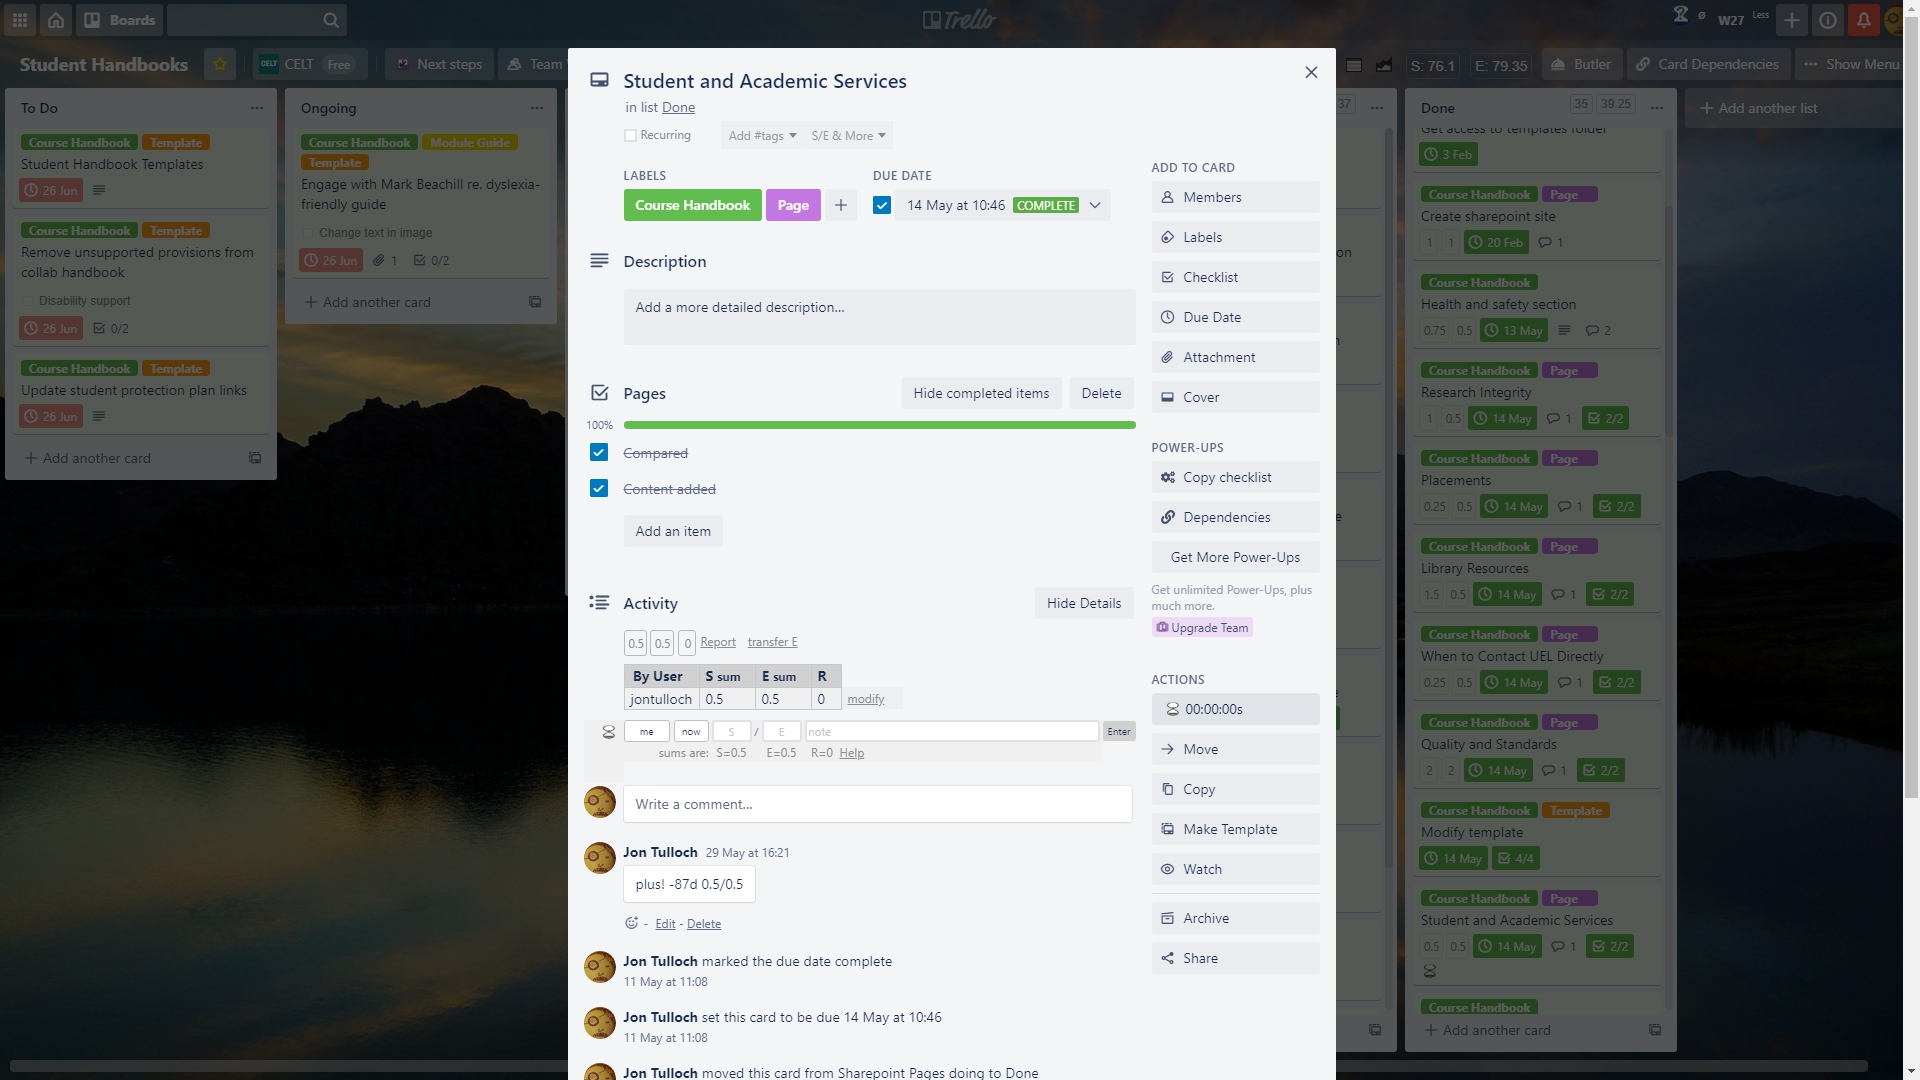 Boards
Trello
ø
W27
Less
Student Handbooks
CELT
CELT
Free
Next steps
Team
S: 76.1
E: 79.35
Butler
Card Dependencies
Show Menu
To Do
Course Handbook
Template
Student Handbook Templates
26 Jun
Course Handbook
Template
Remove unsupported provisions from
collab handbook
Disability support
26 Jun
0/2
Course Handbook
Template
Update student protection plan links
26 Jun
Add another card
Ongoing
Course Handbook
Module Guide
Template
Engage with Mark Beachill re. dyslexia-
friendly guide
Change text in image
26 Jun
1
0/2
Add another card
Student and Academic Services
in list Done
Recurring
Add #tags
S/E & More
LABELS
Course Handbook
Page
DUE DATE
14 May at 10:46
COMPLETE
Description
Add a more detailed description...
Pages
Hide completed items
Delete
100%
Compared
Content added
Add an item
Activity
Hide Details
0.5
0.5
0
Report
transfer E
By User
S sum
E sum
R
jontulloch
0.5
0.5
0
modify
me
now
S
/
E
note
Enter
sums are:
S=0.5
E=0.5
R=0
Help
Write a comment...
Jon Tulloch 29 May at 16:21
plus! -87d 0.5/0.5
- Edit - Delete
Jon Tulloch marked the due date complete
11 May at 11:08
Jon Tulloch set this card to be due 14 May at 10:46
11 May at 11:08
Jon Tulloch moved this card from Sharepoint Pages doing to Done
ADD TO CARD
Members
Labels
Checklist
Due Date
Attachment
Cover
POWER-UPS
Copy checklist
Dependencies
Get More Power-Ups
Get unlimited Power-Ups, plus
much more.
Upgrade Team
ACTIONS
00:00:00s
Move
Copy
Make Template
Watch
Archive
Share
37
on
Done
35
39.25
Get access to templates folder
3 Feb
Course Handbook
Page
Create sharepoint site
1
1
20 Feb
1
Course Handbook
Health and safety section
0.75
0.5
13 May
2
Course Handbook
Page
Research Integrity
1
0.5
14 May
1
2/2
Course Handbook
Page
Placements
0.25
0.5
14 May
1
2/2
Course Handbook
Page
Library Resources
1.5
0.5
14 May
1
2/2
Course Handbook
Page
When to Contact UEL Directly
0.25
0.5
14 May
1
2/2
Course Handbook
Page
Quality and Standards
2
2
14 May
1
2/2
Course Handbook
Template
Modify template
14 May
4/4
Course Handbook
Page
Student and Academic Services
0.5
0.5
14 May
1
2/2
Course Handbook
Add another card
Add another list